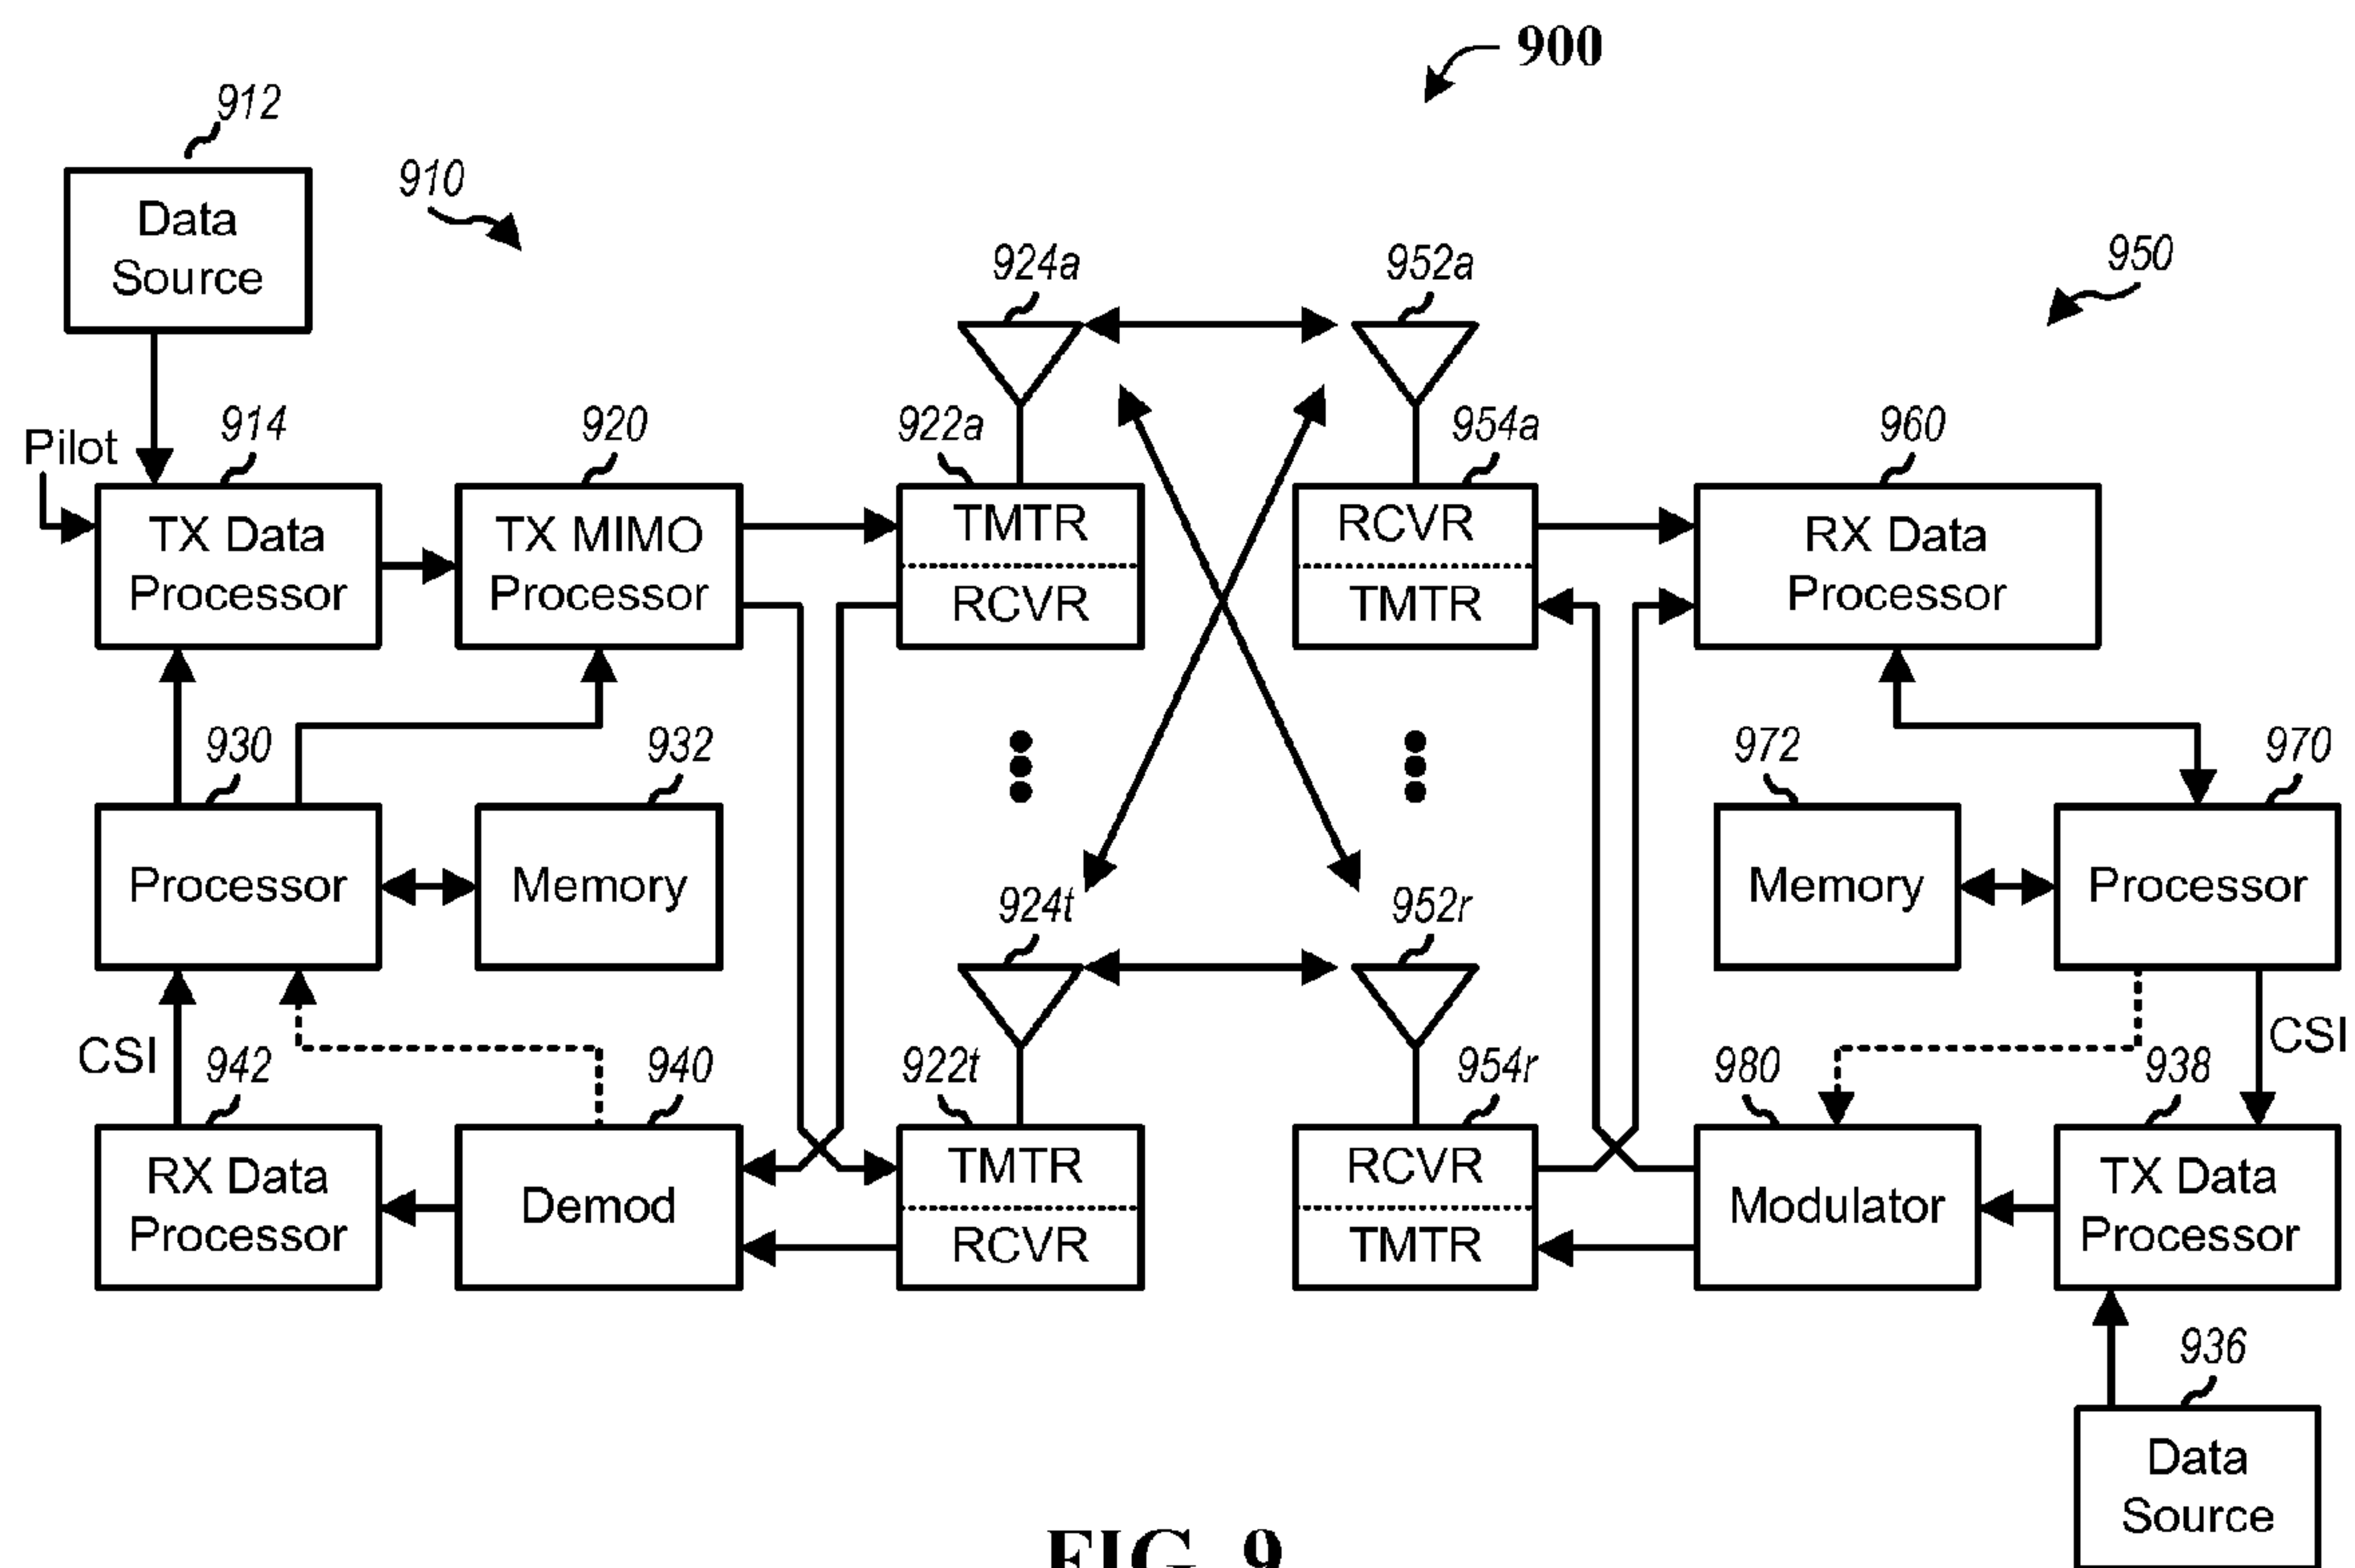 900
912
Data
Source
910
950
924a
952a
Pilot
914
920
922a
954a
960
TX Data
Processor
TX MIMO
Processor
TMTR
RCVR
RCVR
TMTR
RX Data
Processor
930
932
972
970
Processor
Memory
Memory
Processor
924t
952r
CSI
942
940
922t
954r
980
938
CSI
RX Data
Processor
Demod
TMTR
RCVR
RCVR
TMTR
Modulator
TX Data
Processor
936
Data
Source
FIG. 9